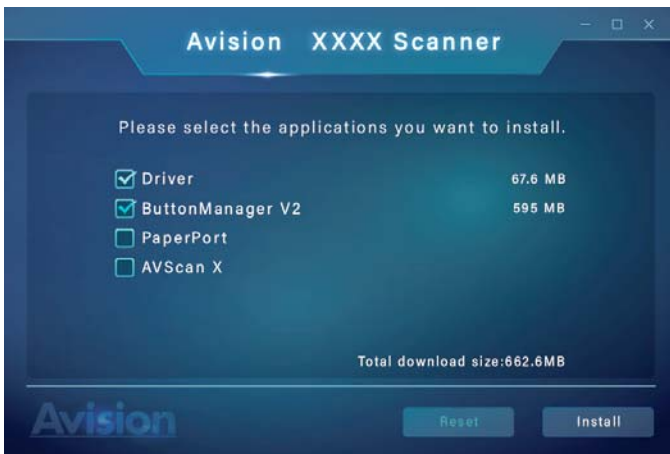 Avision XXXX Scanner
Please select the applications you want to install.
Driver 67.6 MB
ButtonManager V2 595 MB
PaperPort
AVScan X
Total download size:662.6MB
Avision Reset Install